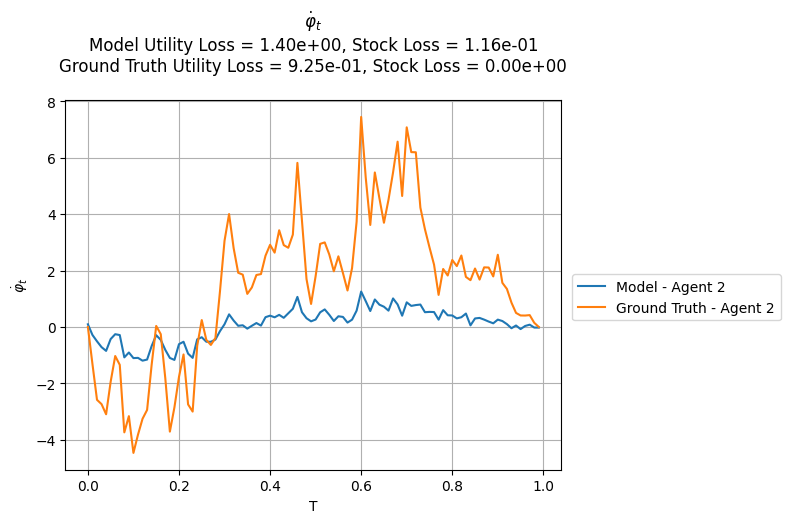 φ̇ₜ
Model Utility Loss = 1.40e+00, Stock Loss = 1.16e-01
Ground Truth Utility Loss = 9.25e-01, Stock Loss = 0.00e+00
8
6
4
2
0
−2
−4
φ̇ₜ
0.0 0.2 0.4 0.6 0.8 1.0
T
Model - Agent 2
Ground Truth - Agent 2